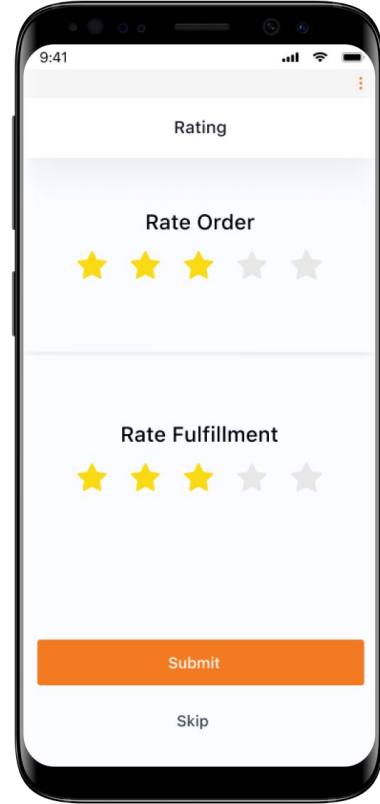 9:41
Rating
Rate Order
Rate Fulfillment
Submit
Skip